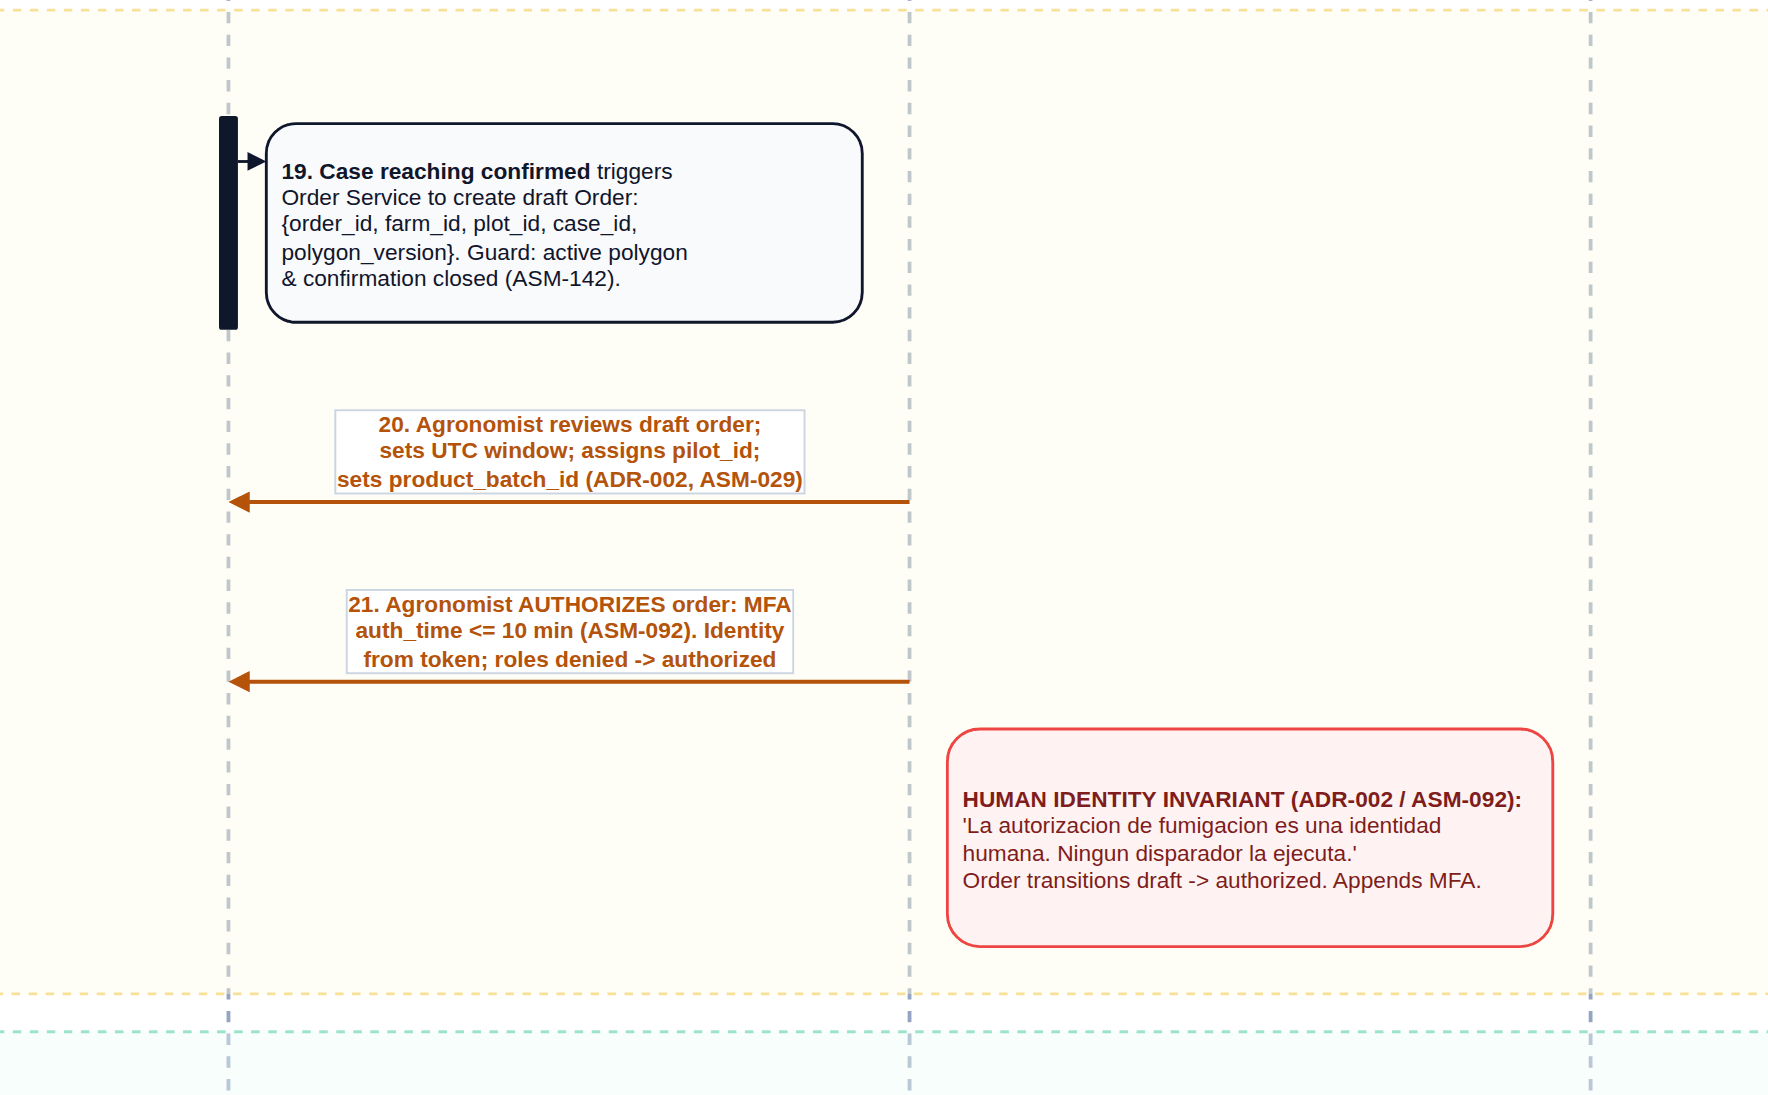 19. Case reaching confirmed triggers
Order Service to create draft Order:
{order_id, farm_id, plot_id, case_id,
polygon_version}. Guard: active polygon
& confirmation closed (ASM-142).
20. Agronomist reviews draft order;
sets UTC window; assigns pilot_id;
sets product_batch_id (ADR-002, ASM-029)
21. Agronomist AUTHORIZES order: MFA
auth_time <= 10 min (ASM-092). Identity
from token; roles denied -> authorized
HUMAN IDENTITY INVARIANT (ADR-002 / ASM-092):
'La autorizacion de fumigacion es una identidad
humana. Ningun disparador la ejecuta.'
Order transitions draft -> authorized. Appends MFA.